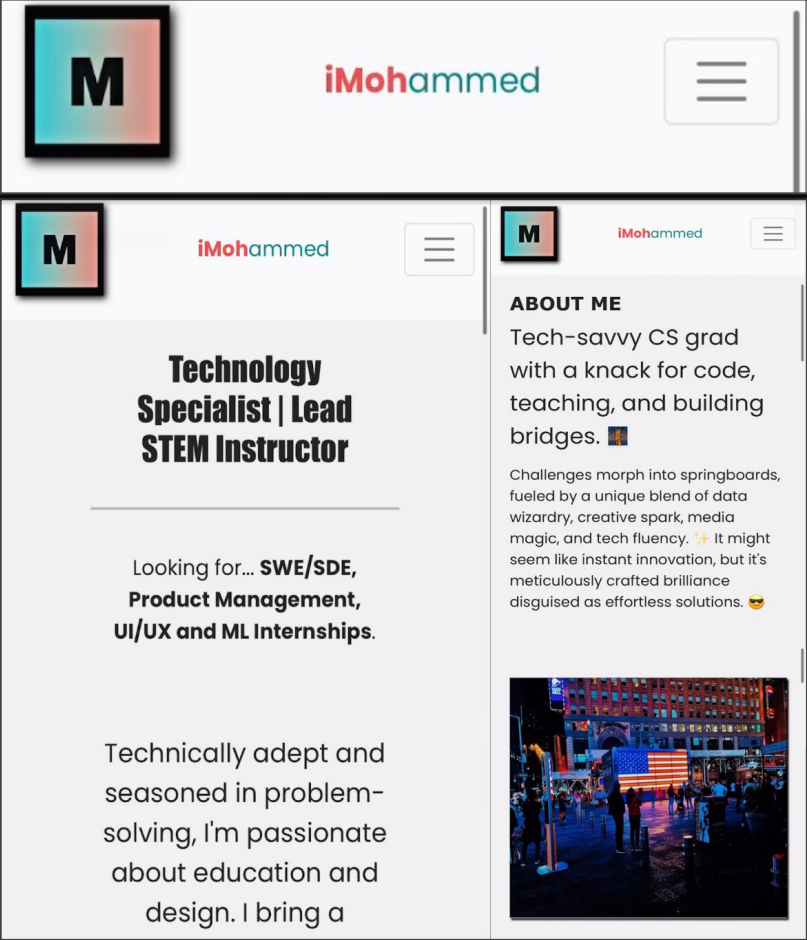 M
iMohammed
M
iMohammed
Technology
Specialist | Lead
STEM Instructor
Looking for... SWE/SDE,
Product Management,
UI/UX and ML Internships.
Technically adept and
seasoned in problem-
solving, I'm passionate
about education and
design. I bring a
M
iMohammed
ABOUT ME
Tech-savvy CS grad
with a knack for code,
teaching, and building
bridges. 🌉
Challenges morph into springboards,
fueled by a unique blend of data
wizardry, creative spark, media
magic, and tech fluency. ✨ It might
seem like instant innovation, but it's
meticulously crafted brilliance
disguised as effortless solutions. 😎